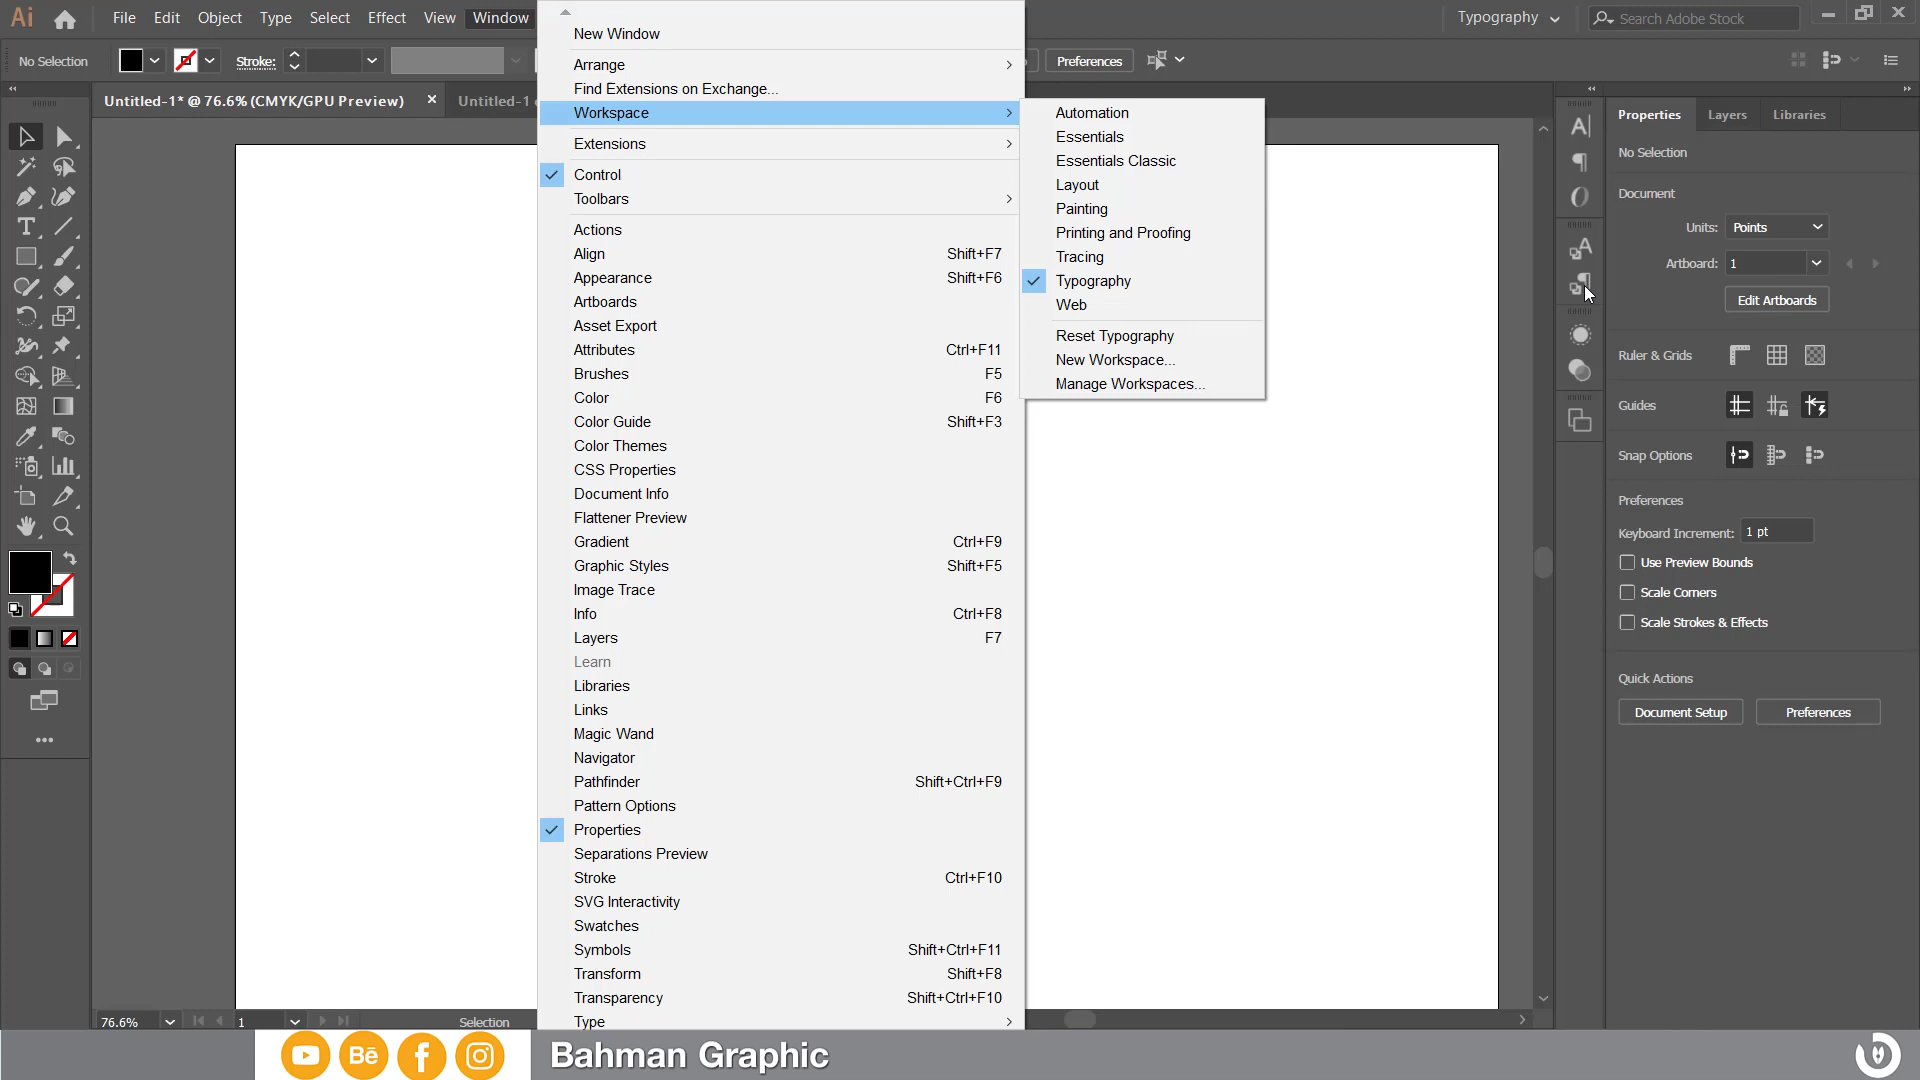 Ai File Edit Object Type Select Effect View Window Typography Search Adobe Stock
No Selection Stroke: Preferences
Untitled-1* @ 76.6% (CMYK/GPU Preview) Untitled-1
New Window
Arrange
Find Extensions on Exchange...
Workspace
Extensions
Control
Toolbars
Actions
Align Shift+F7
Appearance Shift+F6
Artboards
Asset Export
Attributes Ctrl+F11
Brushes F5
Color F6
Color Guide Shift+F3
Color Themes
CSS Properties
Document Info
Flattener Preview
Gradient Ctrl+F9
Graphic Styles Shift+F5
Image Trace
Info Ctrl+F8
Layers F7
Learn
Libraries
Links
Magic Wand
Navigator
Pathfinder Shift+Ctrl+F9
Pattern Options
Properties
Separations Preview
Stroke Ctrl+F10
SVG Interactivity
Swatches
Symbols Shift+Ctrl+F11
Transform Shift+F8
Transparency Shift+Ctrl+F10
Type
Automation
Essentials
Essentials Classic
Layout
Painting
Printing and Proofing
Tracing
Typography
Web
Reset Typography
New Workspace...
Manage Workspaces...
Properties Layers Libraries
No Selection
Document
Units: Points
Artboard: 1
Edit Artboards
Ruler & Grids
Guides
Snap Options
Preferences
Keyboard Increment: 1 pt
Use Preview Bounds
Scale Corners
Scale Strokes & Effects
Quick Actions
Document Setup Preferences
76.6% 1 Selection
Bē Bahman Graphic